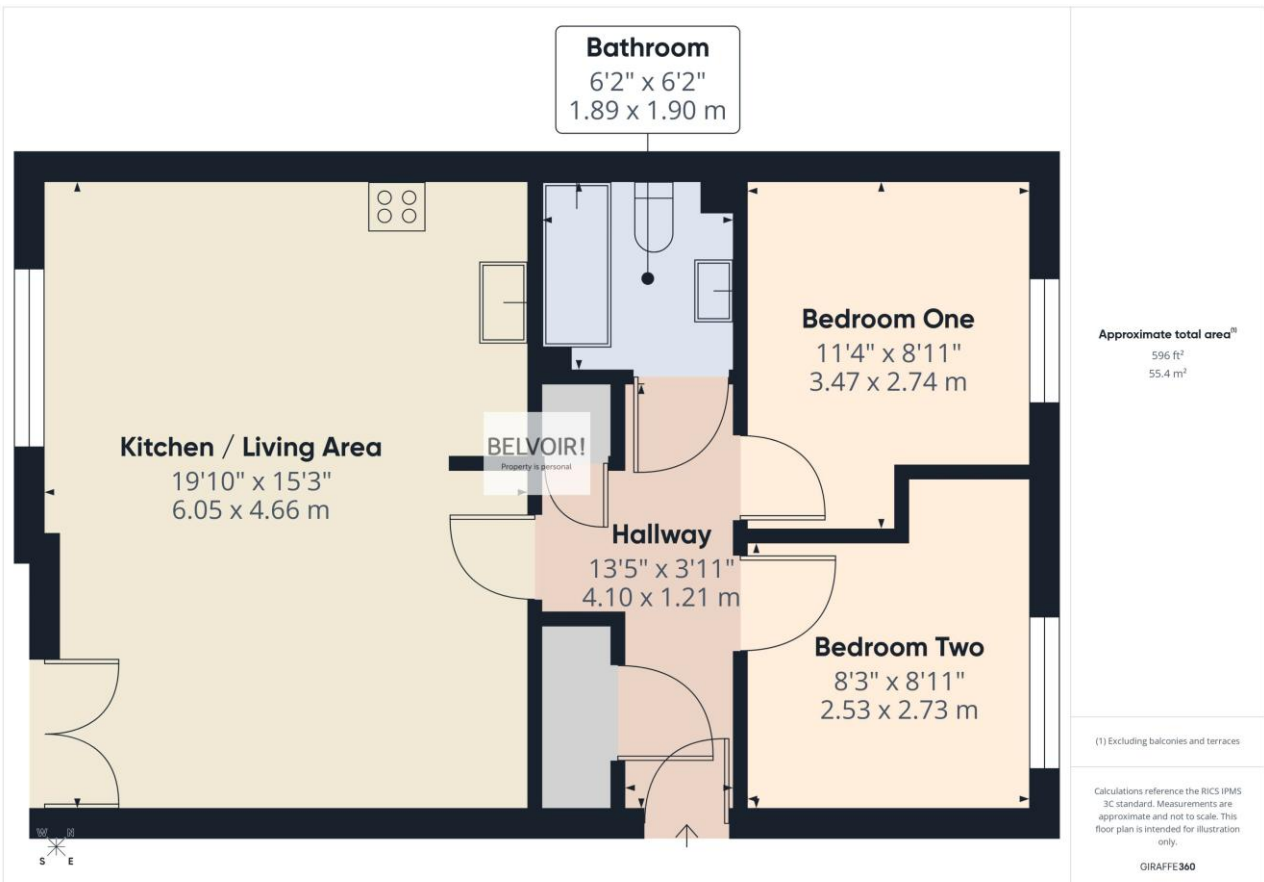 Bathroom
6'2" x 6'2"
1.89 x 1.90 m
Bedroom One
11'4" x 8'11"
3.47 x 2.74 m
Approximate total area(1)
596 ft²
55.4 m²
Kitchen / Living Area
19'10" x 15'3"
6.05 x 4.66 m
BELVOIR!
Property is personal
Hallway
13'5" x 3'11"
4.10 x 1.21 m
Bedroom Two
8'3" x 8'11"
2.53 x 2.73 m
(1) Excluding balconies and terraces
Calculations reference the RICS IPMS
3C standard. Measurements are
approximate and not to scale. This
floor plan is intended for illustration
only.
GIRAFFE360
W N
S E